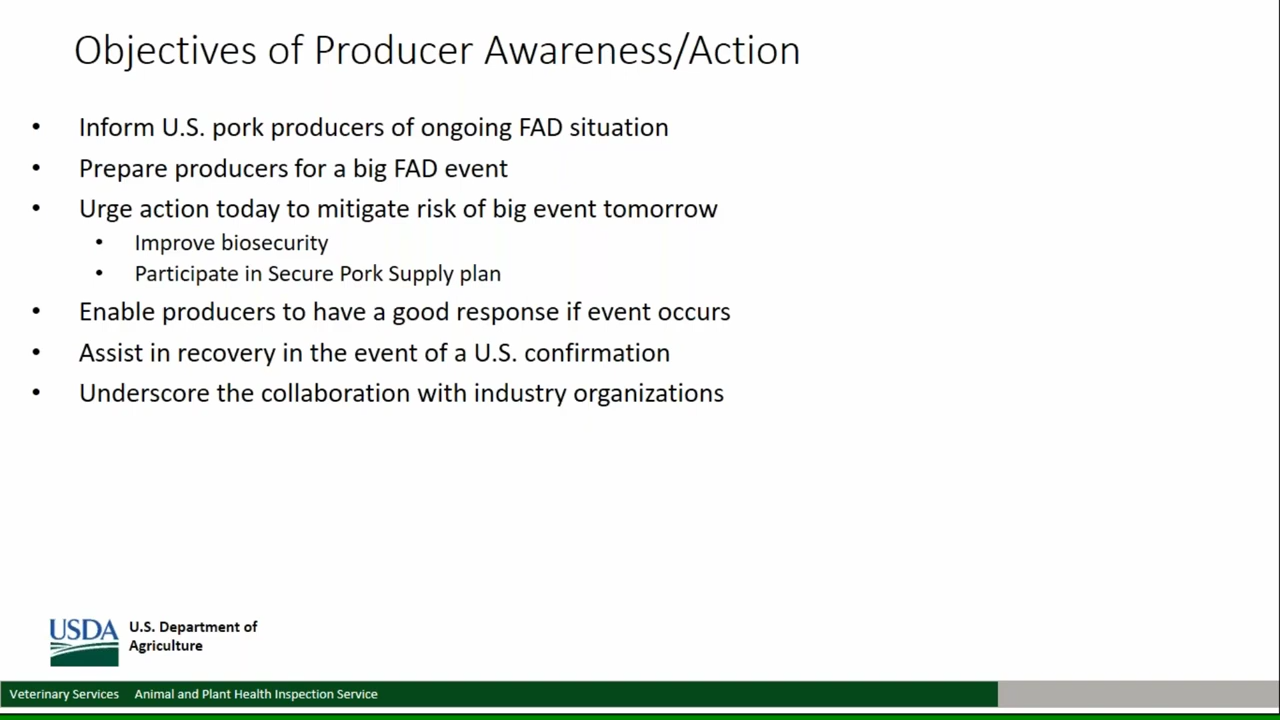 Objectives of Producer Awareness/Action
• Inform U.S. pork producers of ongoing FAD situation
• Prepare producers for a big FAD event
• Urge action today to mitigate risk of big event tomorrow
• Improve biosecurity
• Participate in Secure Pork Supply plan
• Enable producers to have a good response if event occurs
• Assist in recovery in the event of a U.S. confirmation
• Underscore the collaboration with industry organizations
USDA
U.S. Department of
Agriculture
Veterinary Services Animal and Plant Health Inspection Service